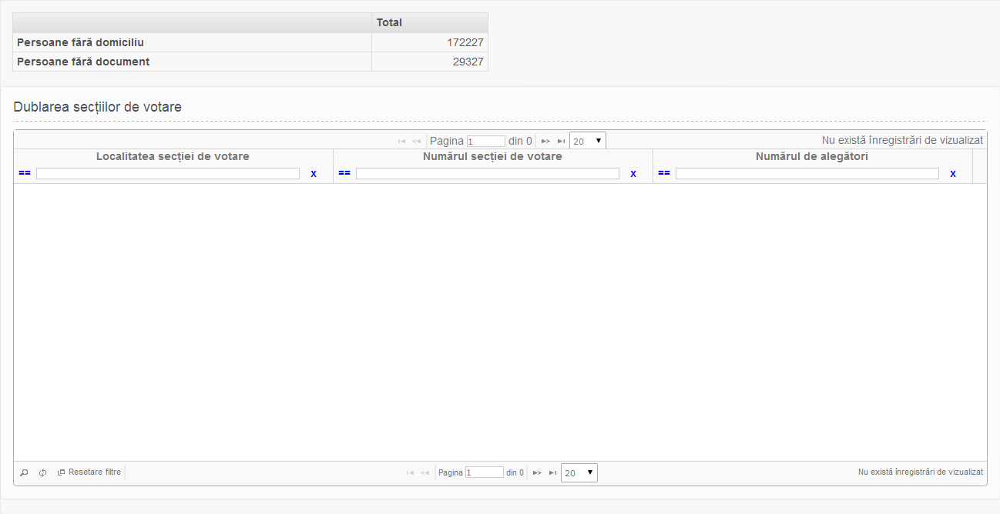 Total
Persoane fără domiciliu 172227
Persoane fără document 29327
Dublarea secțiilor de votare
Pagina 1 din 0 20 Nu există înregistrări de vizualizat
Localitatea secției de votare Numărul secției de votare Numărul de alegători
== x == x == x
Resetare filtre Pagina 1 din 0 20 Nu există înregistrări de vizualizat